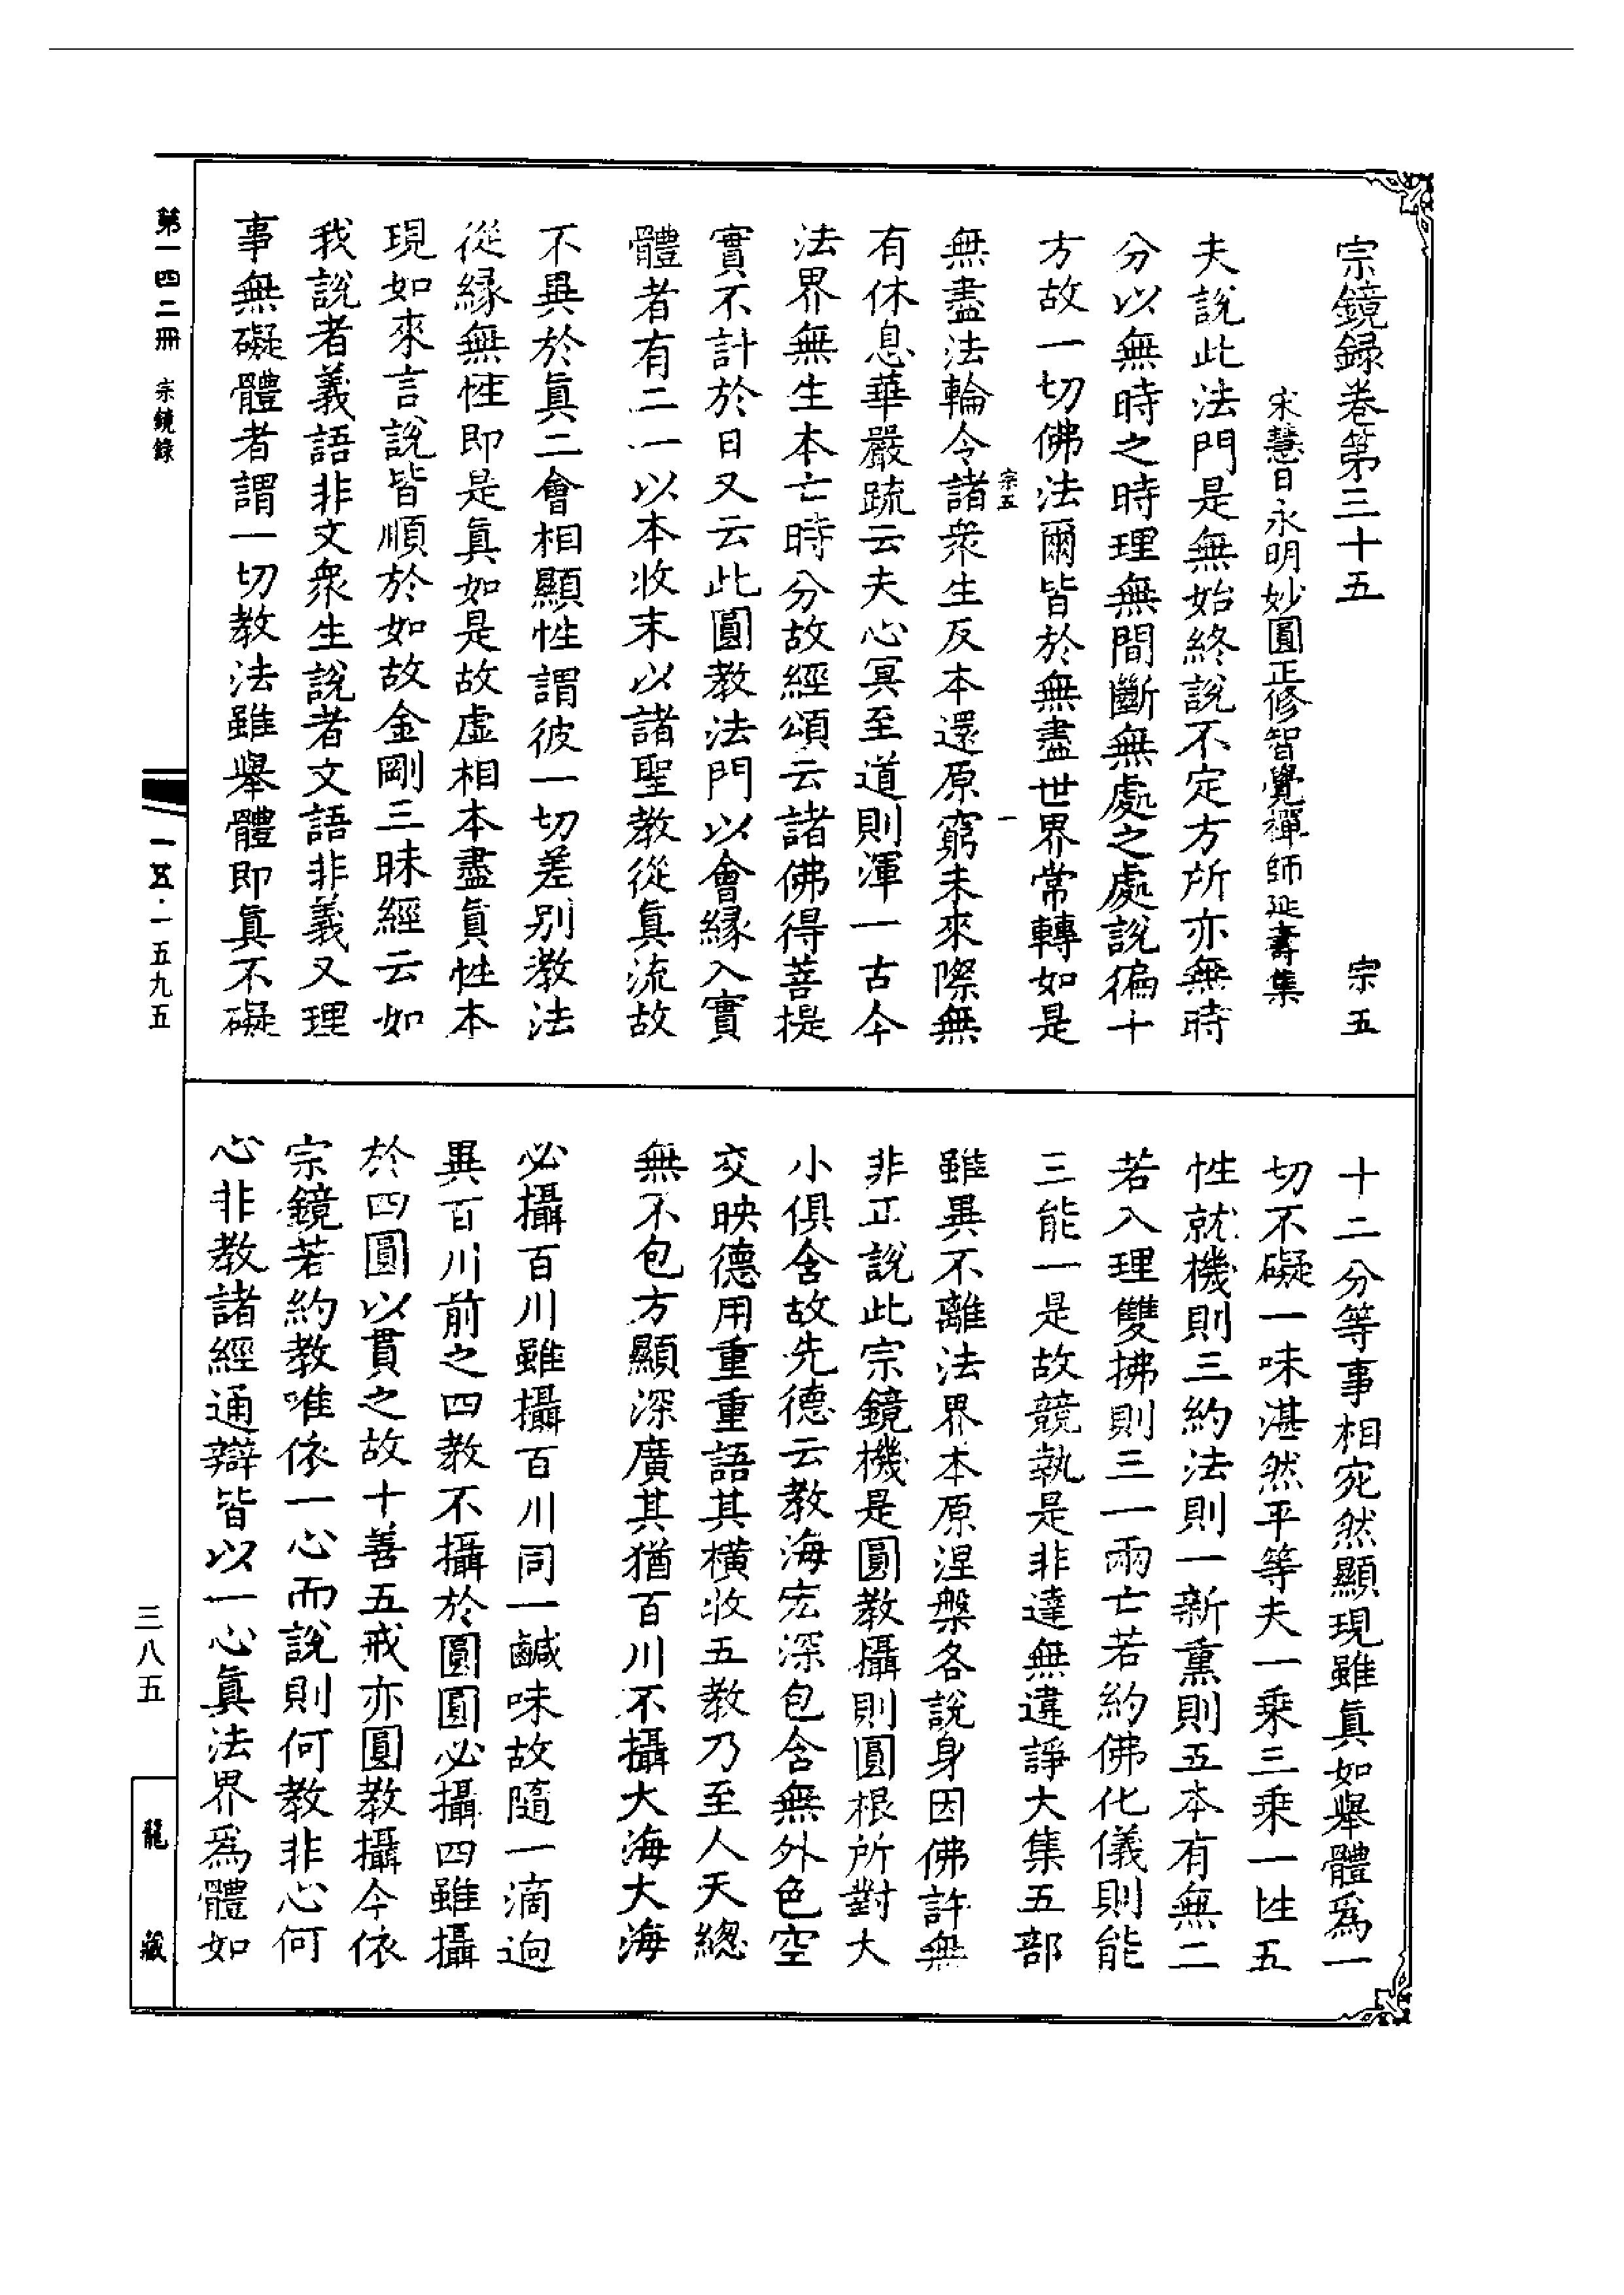 宗鏡録卷第三十五 宗五
宋慧日永明妙圓正修智覺禪師延壽集
夫說此法門是無始終說不定方所亦無時
分以無時之時理無間斷無處之處說徧十
方故一切佛法爾皆於無盡世界常轉如是
宗五 一
無盡法輪令諸衆生反本還原窮未來際無
有休息華嚴䟽云夫心冥至道則渾一古今
法界無生本亡時分故經頌云諸佛得菩提
實不計於日又云此圓教法門以會緣入實
體者有二一以本收末以諸聖教從眞流故
不異於眞二會相顯性謂彼一切差别教法
從緣無性即是眞如是故虛相本盡眞性本
現如來言說皆順於如故金剛三昧經云如
我說者義語非文衆生說者文語非義又理
事無礙體者謂一切教法雖舉體即眞不礙
十二分等事相宛然顯現雖眞如舉體爲一
切不礙一味湛然平等夫一乘三乘一性五
性就機則三約法則一新熏則五本有無二
若入理雙拂則三一兩亡若約佛化儀則能
三能一是故競執是非達無違諍大集五部
雖異不離法界本原涅槃各說身因佛許無
非正說此宗鏡機是圓教攝則圓根所對大
小俱含故先德云教海宏深包含無外色空
交映德用重重語其橫收五教乃至人天總
無不包方顯深廣其猶百川不攝大海大海
必攝百川雖攝百川同一鹹味故隨一滴逈
異百川前之四教不攝於圓圓必攝四雖攝
於四圓以貫之故十善五戒亦圓教攝今依
宗鏡若約教唯依一心而說則何教非心何
心非教諸經通辯皆以一心眞法界爲體如
第一四二冊 宗鏡錄
一五·一五九五
三八五
龍藏